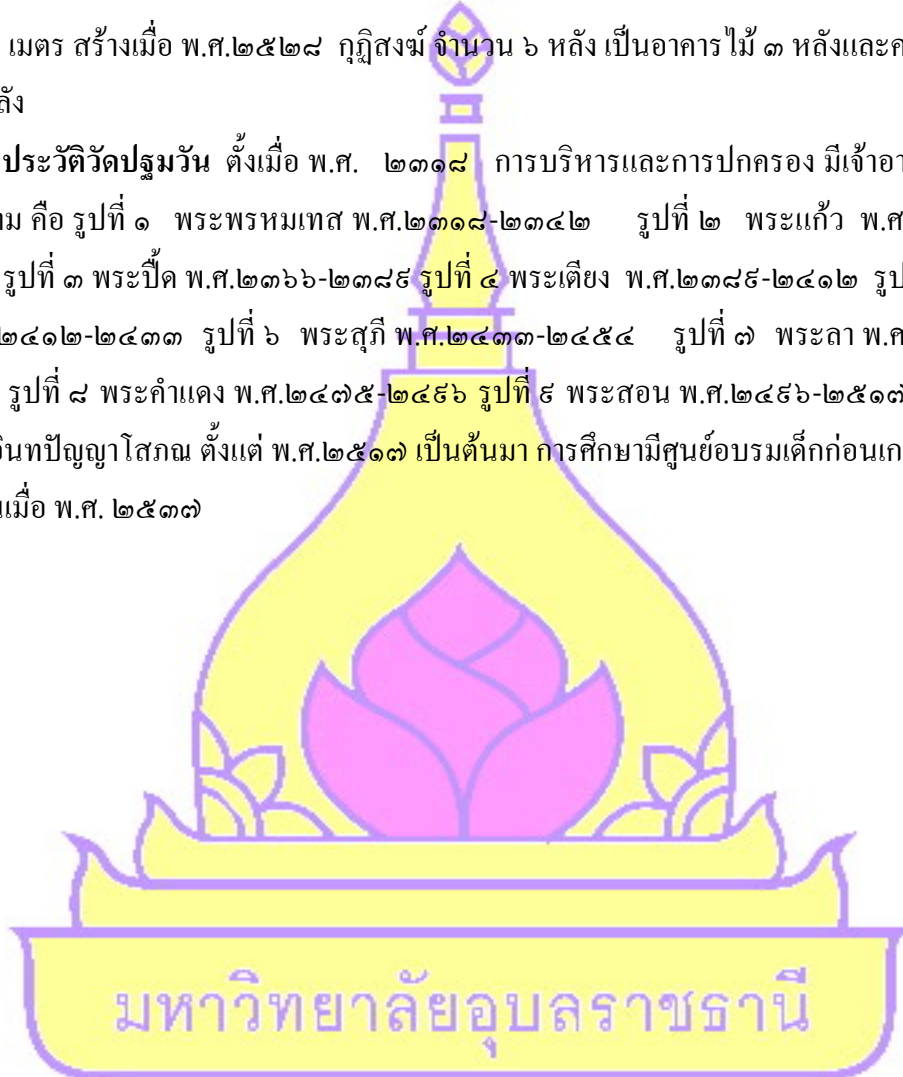 เมตร สร้างเมื่อ พ.ศ.๒๕๒๘ กุฏิสงฆ์ จำนวน ๖ หลัง เป็นอาคารไม้ ๓ หลังและค
ลัง
ประวัติวัดปฐมวัน ตั้งเมื่อ พ.ศ. ๒๓๑๘ การบริหารและการปกครอง มีเจ้าอา
าม คือ รูปที่ ๑ พระพรหมเทส พ.ศ.๒๓๑๘-๒๓๔๒ รูปที่ ๒ พระแก้ว พ.ศ
รูปที่ ๓ พระปี้ด พ.ศ.๒๓๖๖-๒๓๘๙ รูปที่ ๔ พระเตียง พ.ศ.๒๓๘๙-๒๔๑๒ รูป
๒๔๑๒-๒๔๓๓ รูปที่ ๖ พระสุภี พ.ศ.๒๔๓๓-๒๔๕๔ รูปที่ ๗ พระลา พ.ศ
รูปที่ ๘ พระคำแดง พ.ศ.๒๔๗๕-๒๔๙๖ รูปที่ ๙ พระสอน พ.ศ.๒๔๙๖-๒๕๑๗
อินทปัญญาโสภณ ตั้งแต่ พ.ศ.๒๕๑๗ เป็นต้นมา การศึกษามีศูนย์อบรมเด็กก่อนเก
นเมื่อ พ.ศ. ๒๕๓๗
มหาวิทยาลัยอุบลราชธานี